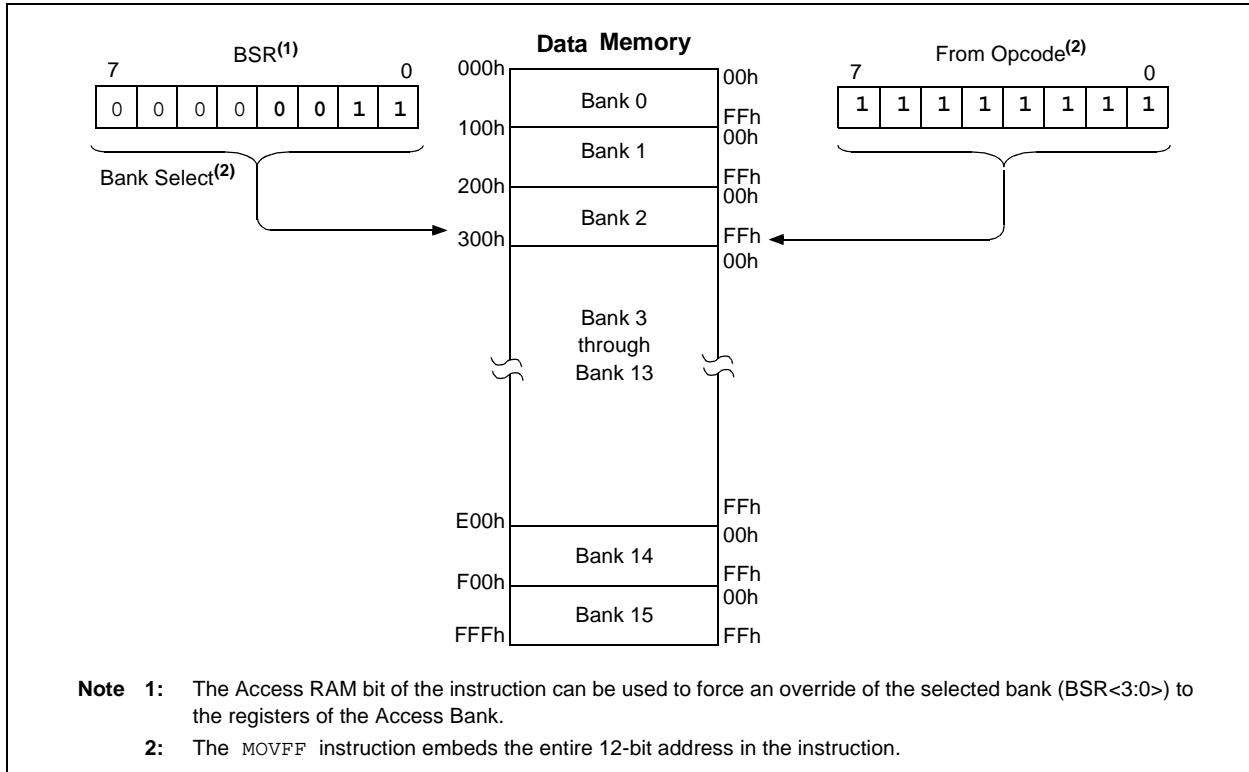 Data Memory
BSR(1)
7 0
0 0 0 0 0 0 1 1
Bank Select(2)
From Opcode(2)
7 0
1 1 1 1 1 1 1 1
000h
00h
Bank 0
FFh
100h
00h
Bank 1
FFh
200h
00h
Bank 2
FFh
300h
00h
Bank 3
through
Bank 13
FFh
E00h
00h
Bank 14
FFh
F00h
00h
Bank 15
FFFh
FFh
Note 1: The Access RAM bit of the instruction can be used to force an override of the selected bank (BSR<3:0>) to
the registers of the Access Bank.
2: The MOVFF instruction embeds the entire 12-bit address in the instruction.